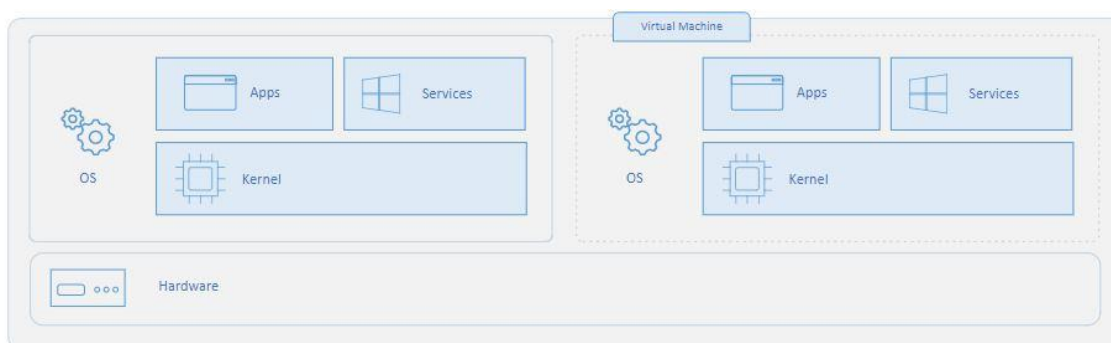 Virtual Machine
Apps
Services
OS
Kernel
Apps
Services
OS
Kernel
Hardware